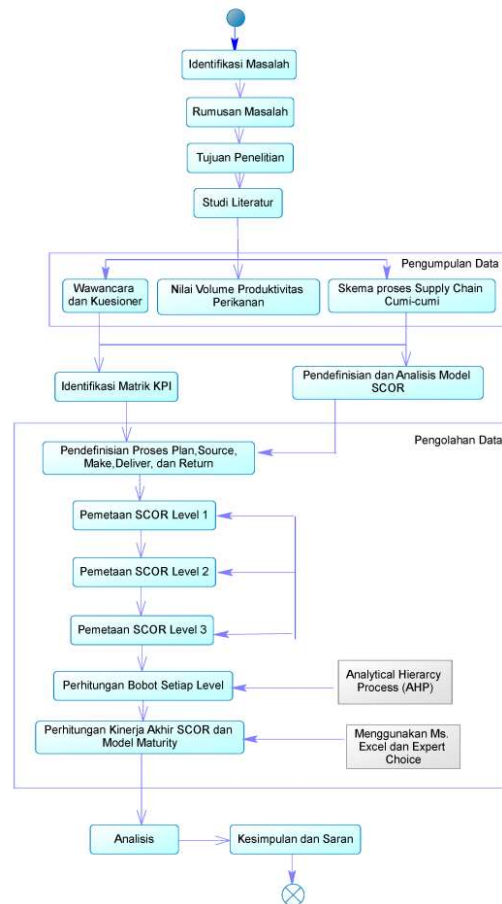 Identifikasi Masalah
Rumusan Masalah
Tujuan Penelitian
Studi Literatur
Pengumpulan Data
Wawancara
dan Kuesioner
Nilai Volume Produktivitas
Perikanan
Skema proses Supply Chain
Cumi-cumi
Identifikasi Matrik KPI
Pendefinisian dan Analisis Model
SCOR
Pengolahan Data
Pendefinisian Proses Plan,Source,
Make,Deliver, dan Return
Pemetaan SCOR Level 1
Pemetaan SCOR Level 2
Pemetaan SCOR Level 3
Perhitungan Bobot Setiap Level
Analytical Hierarcy
Process (AHP)
Perhitungan Kinerja Akhir SCOR dan
Model Maturity
Menggunakan Ms.
Excel dan Expert
Choice
Analisis
Kesimpulan dan Saran